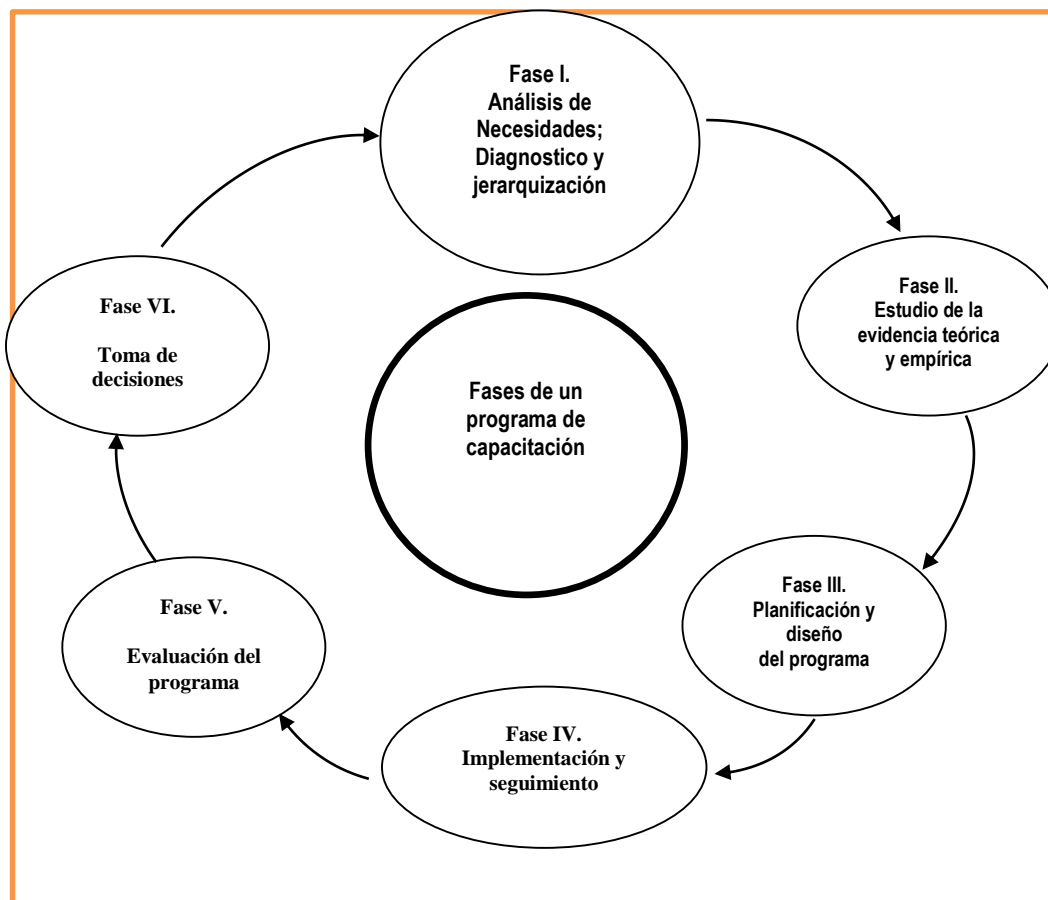 Fase I.
Análisis de
Necesidades;
Diagnostico y
jerarquización
Fase II.
Estudio de la
evidencia teórica
y empírica
Fase III.
Planificación y
diseño
del programa
Fase IV.
Implementación y
seguimiento
Fase V.
Evaluación del
programa
Fase VI.
Toma de
decisiones
Fases de un
programa de
capacitación